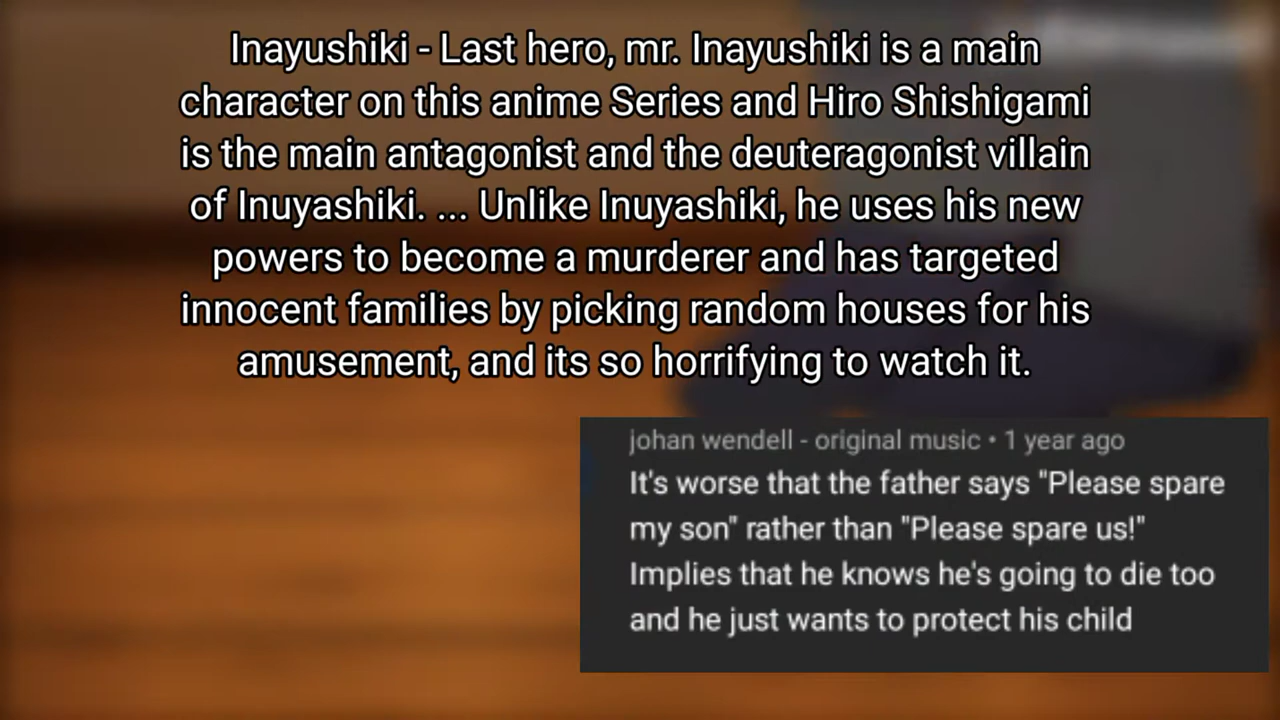 Inayushiki - Last hero, mr. Inayushiki is a main
character on this anime Series and Hiro Shishigami
is the main antagonist and the deuteragonist villain
of Inuyashiki. ... Unlike Inuyashiki, he uses his new
powers to become a murderer and has targeted
innocent families by picking random houses for his
amusement, and its so horrifying to watch it.
johan wendell - original music • 1 year ago
It's worse that the father says "Please spare
my son" rather than "Please spare us!"
Implies that he knows he's going to die too
and he just wants to protect his child